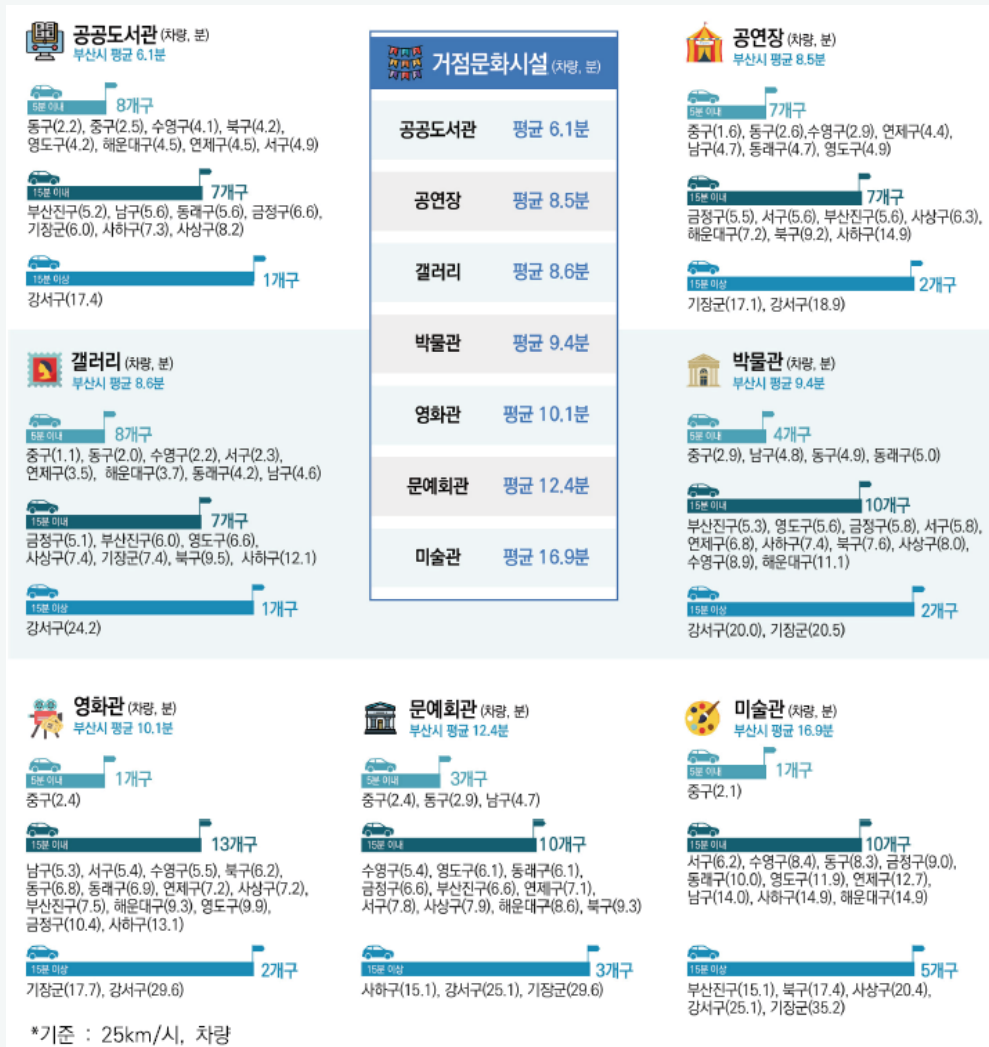 공공도서관 (차량, 분)
부산시 평균 6.1분
5분 이내
8개구
동구(2.2), 중구(2.5), 수영구(4.1), 북구(4.2),
영도구(4.2), 해운대구(4.5), 연제구(4.5), 서구(4.9)
15분 이내
7개구
부산진구(5.2), 남구(5.6), 동래구(5.6), 금정구(6.6),
기장군(6.0), 사하구(7.3), 사상구(8.2)
15분 이상
1개구
강서구(17.4)
거점문화시설 (차량, 분)
공공도서관 평균 6.1분
공연장 평균 8.5분
갤러리 평균 8.6분
박물관 평균 9.4분
영화관 평균 10.1분
문예회관 평균 12.4분
미술관 평균 16.9분
공연장 (차량, 분)
부산시 평균 8.5분
5분 이내
7개구
중구(1.6), 동구(2.6),수영구(2.9), 연제구(4.4),
남구(4.7), 동래구(4.7), 영도구(4.9)
15분 이내
7개구
금정구(5.5), 서구(5.6), 부산진구(5.6), 사상구(6.3),
해운대구(7.2), 북구(9.2), 사하구(14.9)
15분 이상
2개구
기장군(17.1), 강서구(18.9)
갤러리 (차량, 분)
부산시 평균 8.6분
5분 이내
8개구
중구(1.1), 동구(2.0), 수영구(2.2), 서구(2.3),
연제구(3.5), 해운대구(3.7), 동래구(4.2), 남구(4.6)
15분 이내
7개구
금정구(5.1), 부산진구(6.0), 영도구(6.6),
사상구(7.4), 기장군(7.4), 북구(9.5), 사하구(12.1)
15분 이상
1개구
강서구(24.2)
박물관 (차량, 분)
부산시 평균 9.4분
5분 이내
4개구
중구(2.9), 남구(4.8), 동구(4.9), 동래구(5.0)
15분 이내
10개구
부산진구(5.3), 영도구(5.6), 금정구(5.8), 서구(5.8),
연제구(6.8), 사하구(7.4), 북구(7.6), 사상구(8.0),
수영구(8.9), 해운대구(11.1)
15분 이상
2개구
강서구(20.0), 기장군(20.5)
영화관 (차량, 분)
부산시 평균 10.1분
5분 이내
1개구
중구(2.4)
15분 이내
13개구
남구(5.3), 서구(5.4), 수영구(5.5), 북구(6.2),
동구(6.8), 동래구(6.9), 연제구(7.2), 사상구(7.2),
부산진구(7.5), 해운대구(9.3), 영도구(9.9),
금정구(10.4), 사하구(13.1)
15분 이상
2개구
기장군(17.7), 강서구(29.6)
문예회관 (차량, 분)
부산시 평균 12.4분
5분 이내
3개구
중구(2.4), 동구(2.9), 남구(4.7)
15분 이내
10개구
수영구(5.4), 영도구(6.1), 동래구(6.1),
금정구(6.6), 부산진구(6.6), 연제구(7.1),
서구(7.8), 사상구(7.9), 해운대구(8.6), 북구(9.3)
15분 이상
3개구
사하구(15.1), 강서구(25.1), 기장군(29.6)
미술관 (차량, 분)
부산시 평균 16.9분
5분 이내
1개구
중구(2.1)
15분 이내
10개구
서구(6.2), 수영구(8.4), 동구(8.3), 금정구(9.0),
동래구(10.0), 영도구(11.9), 연제구(12.7),
남구(14.0), 사하구(14.9), 해운대구(14.9)
15분 이상
5개구
부산진구(15.1), 북구(17.4), 사상구(20.4),
강서구(25.1), 기장군(35.2)
*기준 : 25km/시, 차량